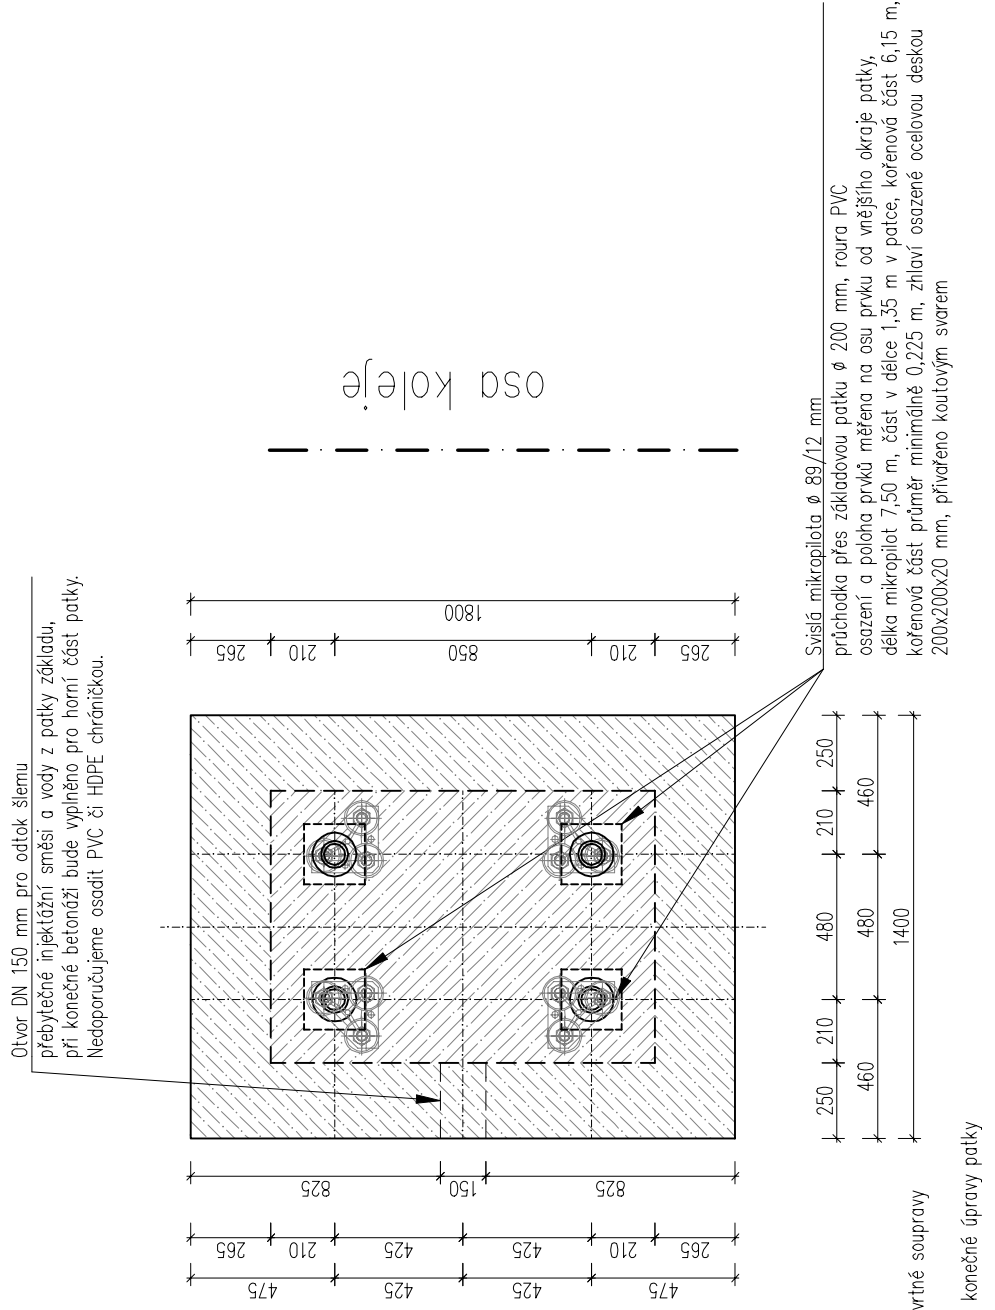 Otvor DN 150 mm pro odtok šlemu
přebytečné injektážní směsi a vody z patky základu,
při konečné betonáži bude vyplněno pro horní část patky.
Nedoporučujeme osadit PVC či HDPE chráničkou.
osa koleje
Svislá mikropilota ϕ 89/12 mm
průchodka přes základovou patku ϕ 200 mm, roura PVC
osazení a poloha prvků měřena na osu prvku od vnějšího okraje patky,
délka mikropilot 7,50 m, část v délce 1,35 m v patce, kořenová část 6,15 m,
kořenová část průměr minimálně 0,225 m, zhlaví osazené ocelovou deskou
200x200x20 mm, přivařeno koutovým svarem
1800
265 210 850 210 265
250 210 480 210 250
460 480 460
1400
825 150 825
265 210 425 425 210 265
475 425 425 475
vrtné soupravy
konečné úpravy patky